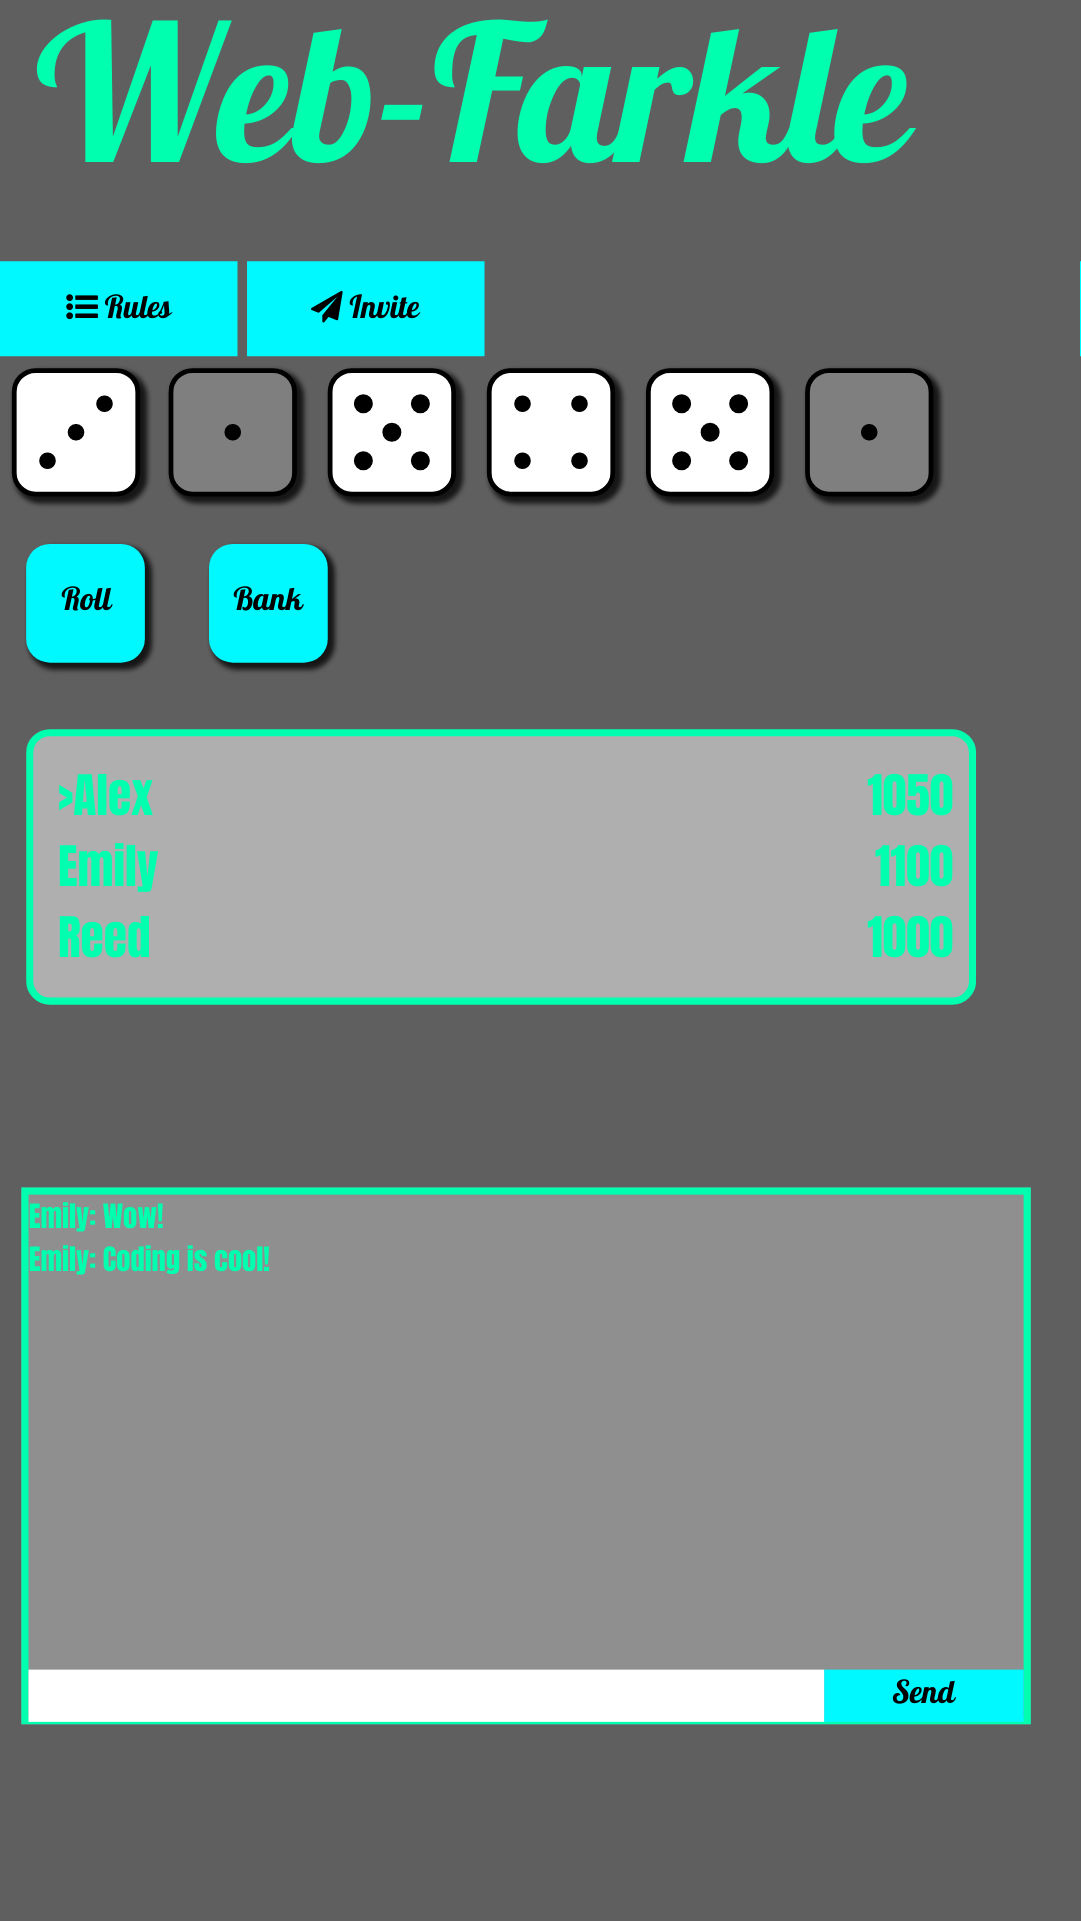 Web-Farkle
Rules Invite
Roll Bank
>Alex 1050
Emily 1100
Reed 1000
Emily: Wow!
Emily: Coding is cool!
Send